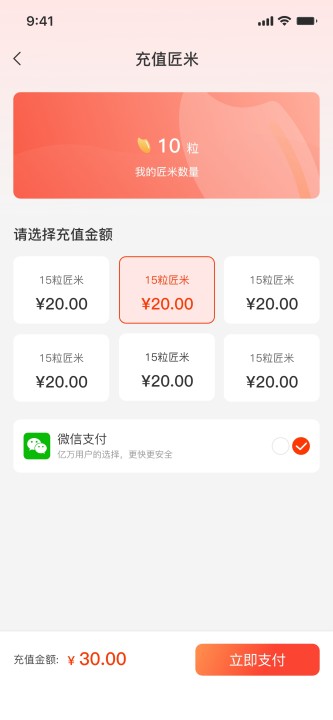 9:41
充值匠米
10 粒
我的匠米数量
请选择充值金额
15粒匠米 15粒匠米 15粒匠米
¥20.00 ¥20.00 ¥20.00
15粒匠米 15粒匠米 15粒匠米
¥20.00 ¥20.00 ¥20.00
微信支付
亿万用户的选择，更快更安全
充值金额: ¥ 30.00 立即支付